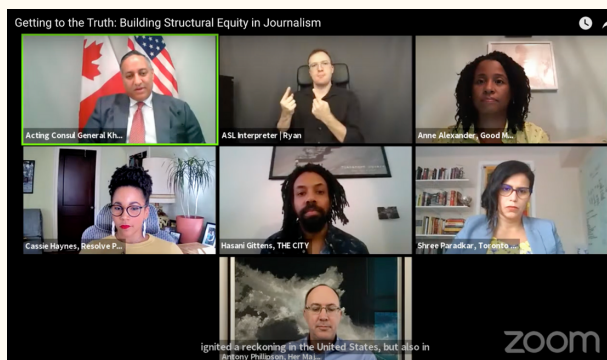 Getting to the Truth: Building Structural Equity in Journalism
Acting Consul General Kh...
ASL Interpreter | Ryan
Anne Alexander, Good M...
Cassie Haynes, Resolve P...
Hasani Gittens, THE CITY
Shree Paradkar, Toronto ...
ignited a reckoning in the United States, but also in
Antony Phillipson, Her Maj...
zoom